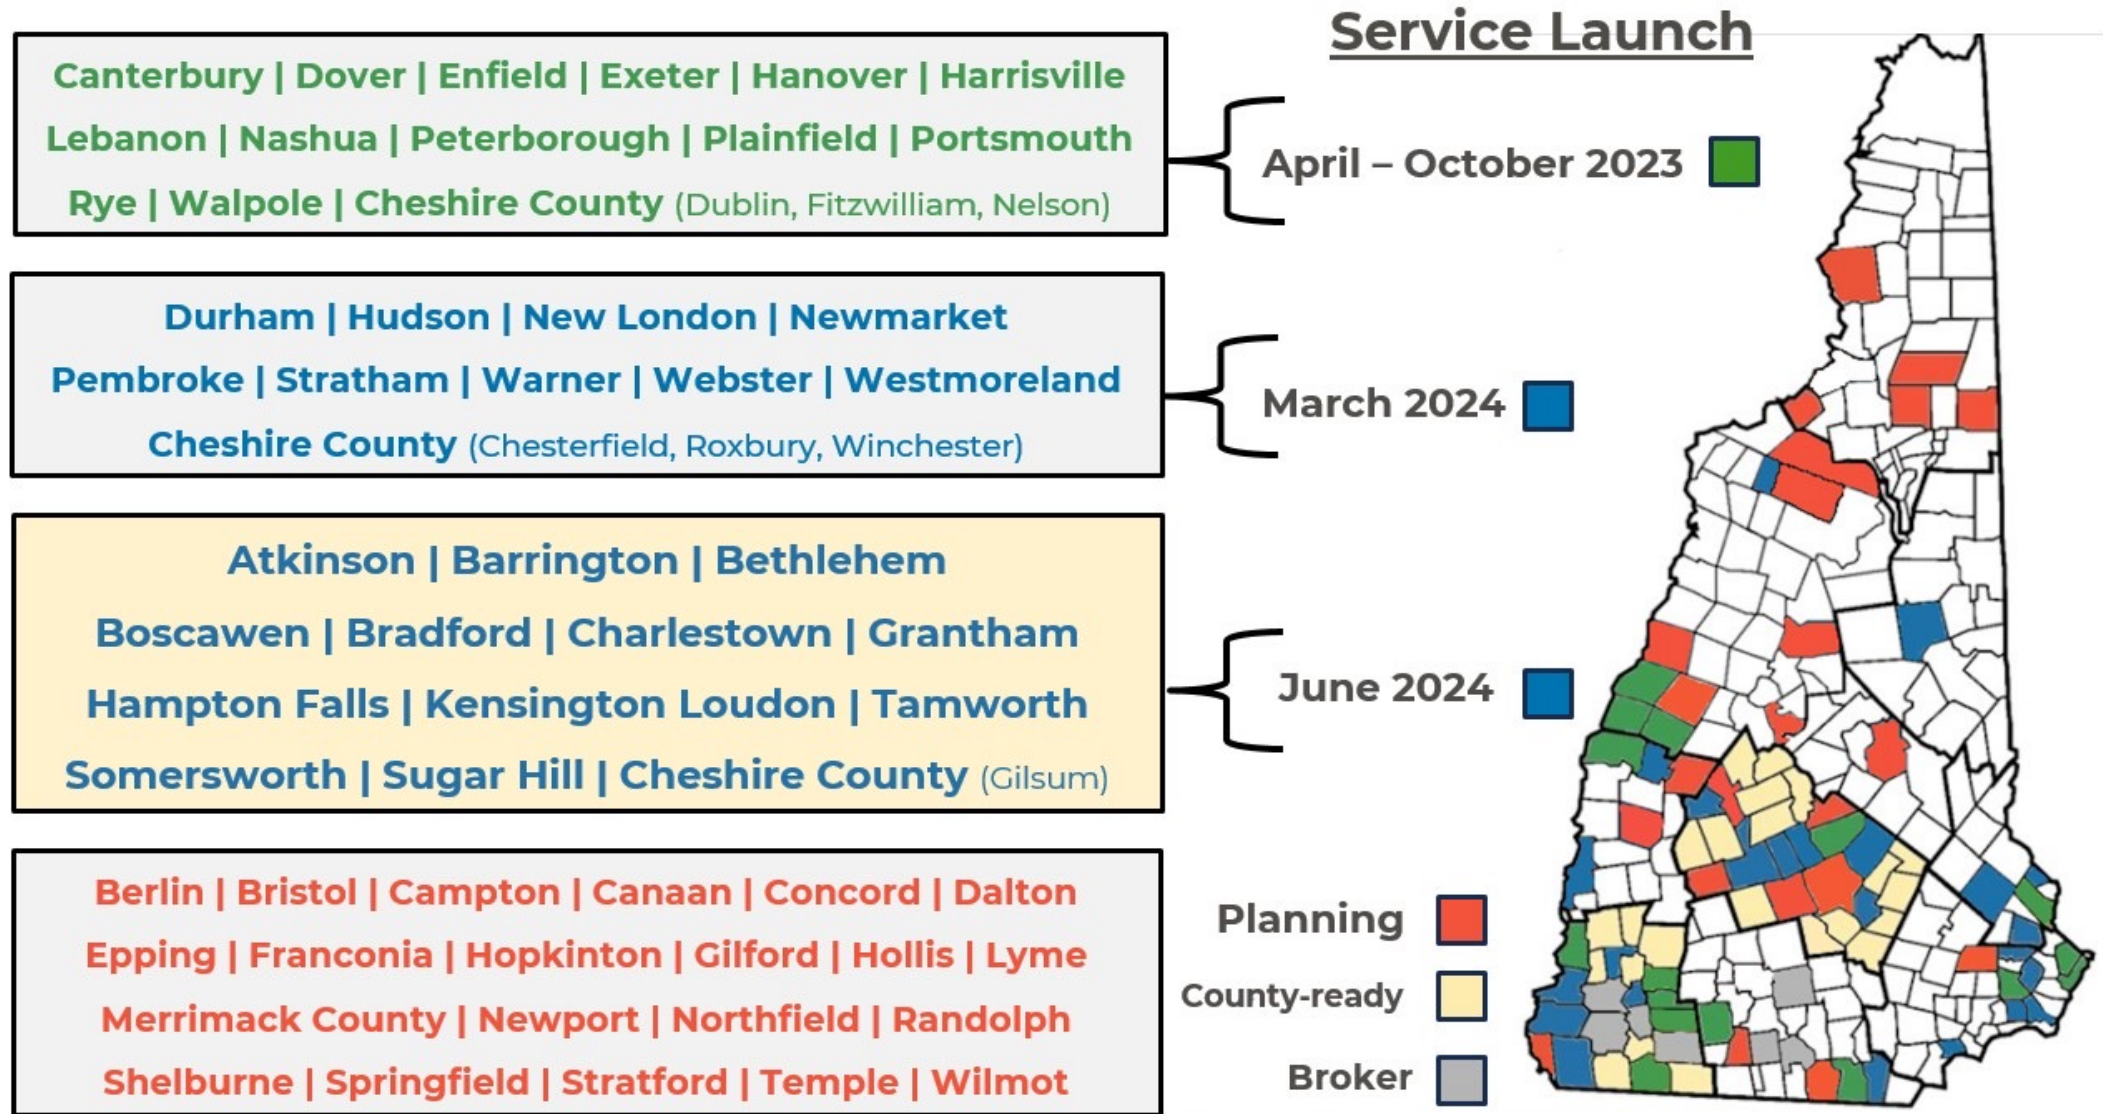 Service Launch
Canterbury | Dover | Enfield | Exeter | Hanover | Harrisville
Lebanon | Nashua | Peterborough | Plainfield | Portsmouth
Rye | Walpole | Cheshire County (Dublin, Fitzwilliam, Nelson)
April – October 2023
Durham | Hudson | New London | Newmarket
Pembroke | Stratham | Warner | Webster | Westmoreland
Cheshire County (Chesterfield, Roxbury, Winchester)
March 2024
Atkinson | Barrington | Bethlehem
Boscawen | Bradford | Charlestown | Grantham
Hampton Falls | Kensington Loudon | Tamworth
Somersworth | Sugar Hill | Cheshire County (Gilsum)
June 2024
Berlin | Bristol | Campton | Canaan | Concord | Dalton
Epping | Franconia | Hopkinton | Gilford | Hollis | Lyme
Merrimack County | Newport | Northfield | Randolph
Shelburne | Springfield | Stratford | Temple | Wilmot
Planning
County-ready
Broker